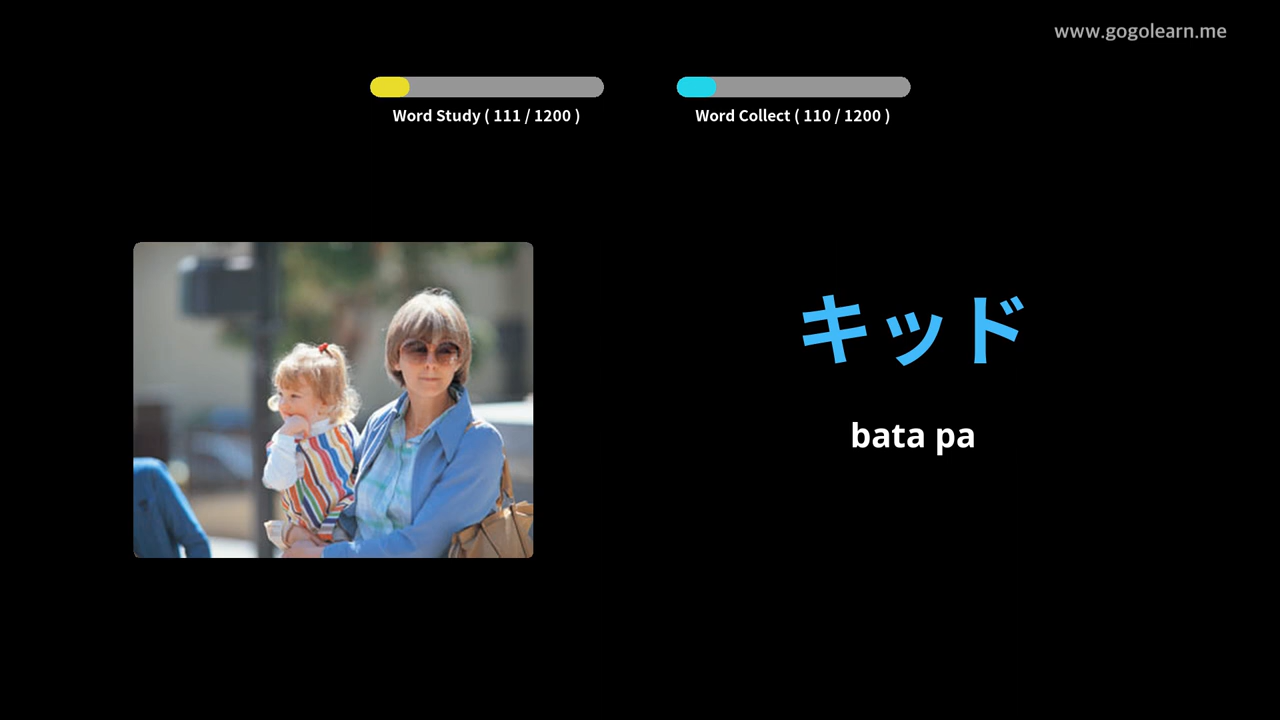 www.gogolearn.me
Word Study ( 111 / 1200 )
Word Collect ( 110 / 1200 )
キッド
bata pa